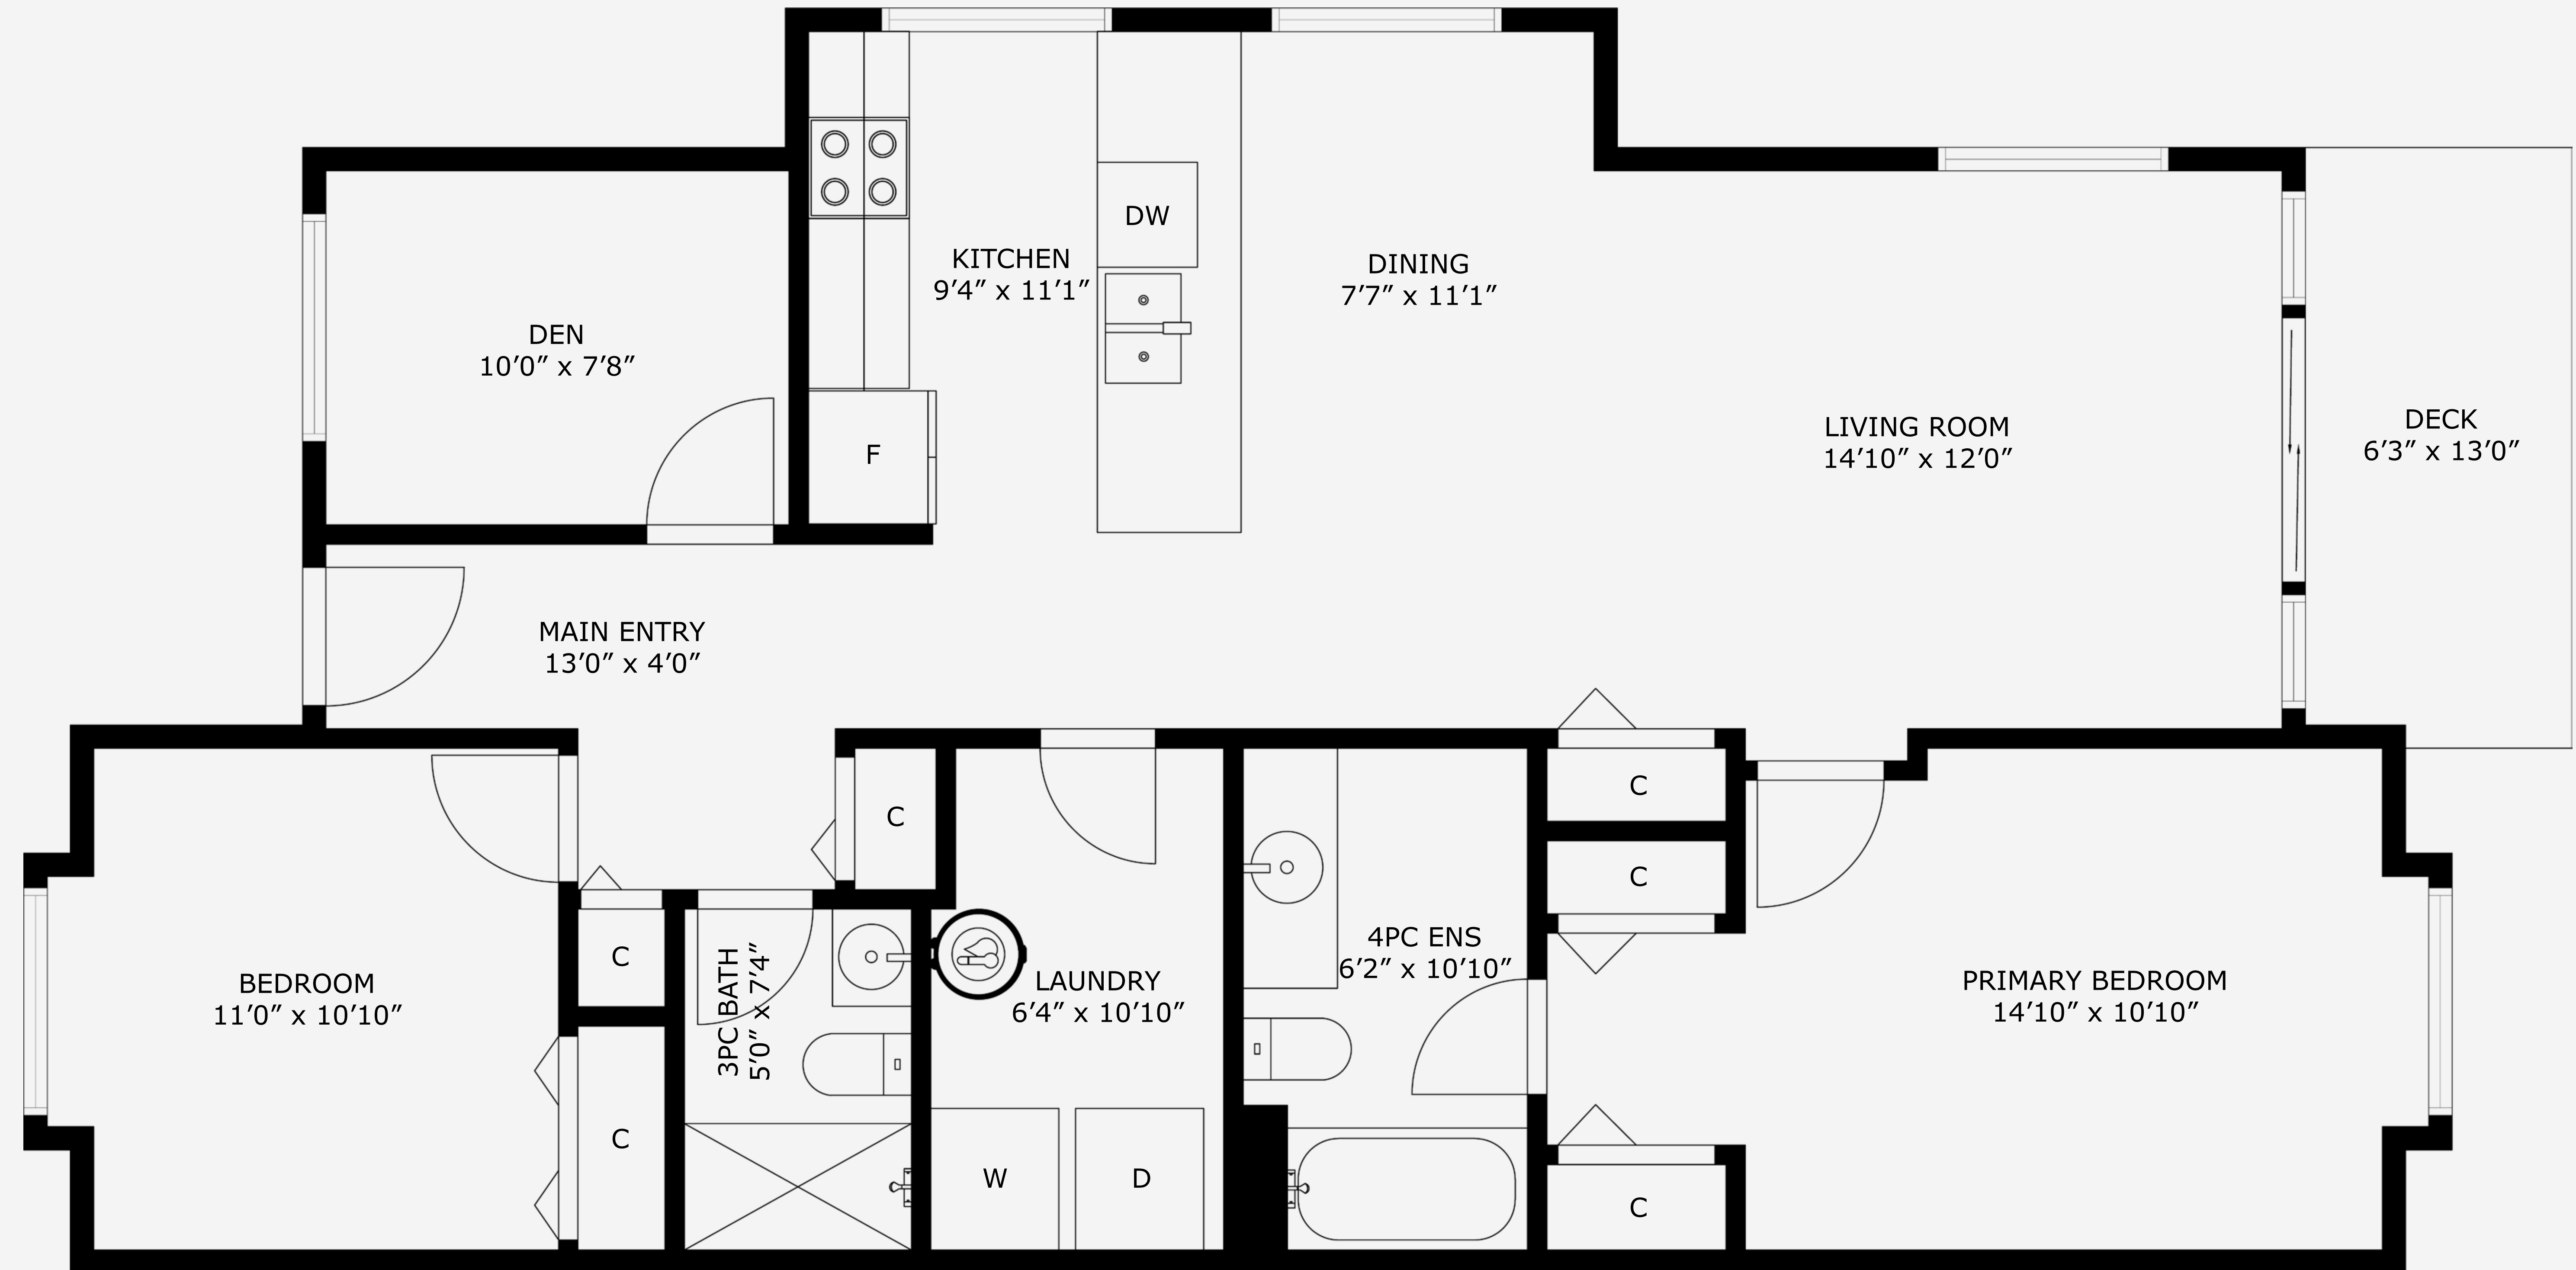 DW
KITCHEN
9’4” x 11’1”
DINING
7’7” x 11’1”
DEN
10’0” x 7’8”
F
LIVING ROOM
14’10” x 12’0”
DECK
6’3” x 13’0”
MAIN ENTRY
13’0” x 4’0”
C
C
C
BEDROOM
11’0” x 10’10”
C
C
3PC BATH
5’0” x 7’4”
LAUNDRY
6’4” x 10’10”
W
D
4PC ENS
6’2” x 10’10”
PRIMARY BEDROOM
14’10” x 10’10”
C